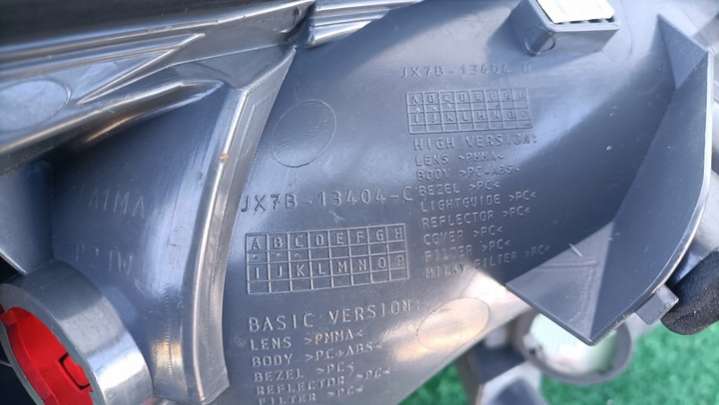 JX7B-13404-
A B C D E F G H
I J K L M N O P
HIGH VERSION:
LENS >PMMA<
BODY >PC+ABS<
BEZEL >PC<
LIGHTGUIDE >PC<
REFLECTOR >PC<
COVER >PC<
FILTER >PC<
MILKY FILTER >PC<
JX7B-13404-C
A B C D E F G H
I J K L M N O P
BASIC VERSION:
LENS >PMMA<
BODY >PC+ABS<
BEZEL >PC<
REFLECTOR >PC<
FILTER >PC<